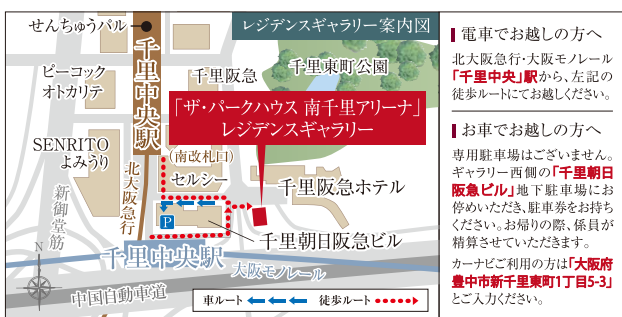 レジデンスギャラリー案内図
せんちゅうパル
千里中央駅
ピーコック
オトカリテ
千里阪急
千里東町公園
「ザ・パークハウス 南千里アリーナ」
レジデンスギャラリー
SENRITO
よみうり
(南改札口)
セルシー
千里阪急ホテル
北大阪急行
新御堂筋
P
千里朝日阪急ビル
千里中央駅
大阪モノレール
N
中国自動車道
車ルート
徒歩ルート
電車でお越しの方へ
北大阪急行・大阪モノレール
「千里中央」駅から、左記の
徒歩ルートにてお越しください。
お車でお越しの方へ
専用駐車場はございません。
ギャラリー西側の「千里朝日
阪急ビル」地下駐車場にお
停めいただき、駐車券をお持ち
ください。お帰りの際、係員が
精算させていただきます。
カーナビご利用の方は「大阪府
豊中市新千里東町1丁目5-3」
とご入力ください。